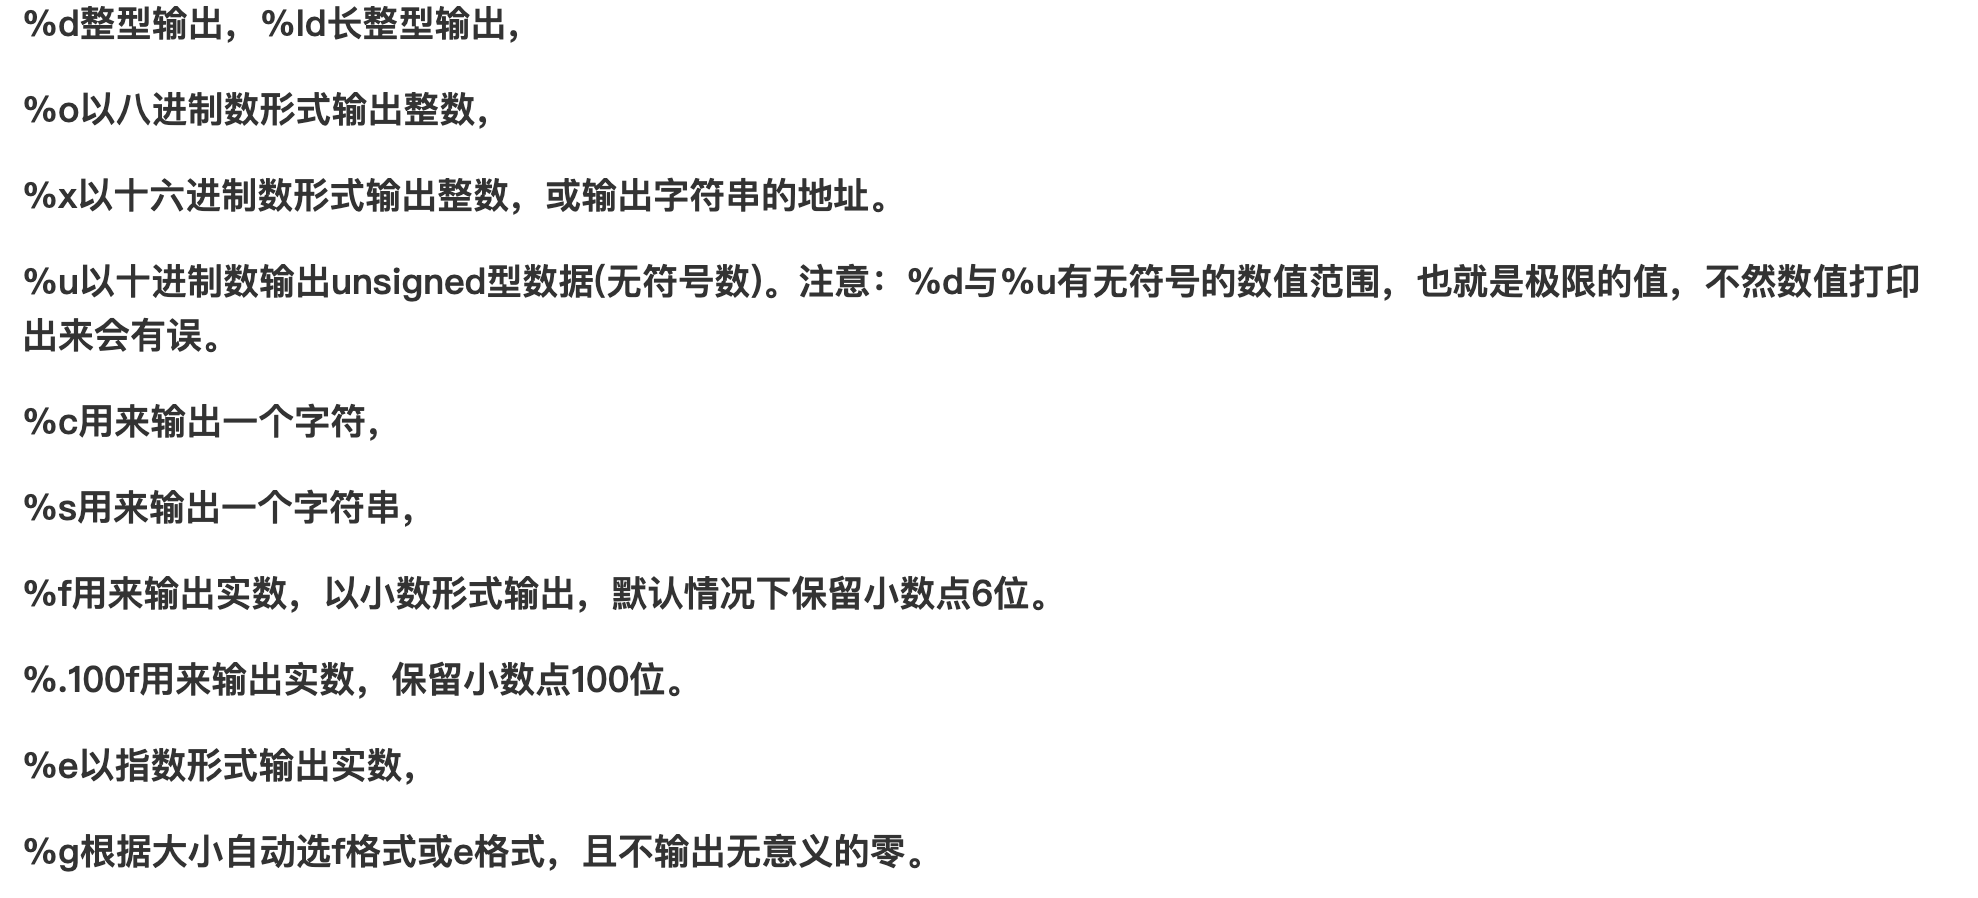 %d整型输出，%ld长整型输出，
%o以八进制数形式输出整数，
%x以十六进制数形式输出整数，或输出字符串的地址。
%u以十进制数输出unsigned型数据(无符号数)。注意：%d与%u有无符号的数值范围，也就是极限的值，不然数值打印
出来会有误。
%c用来输出一个字符，
%s用来输出一个字符串，
%f用来输出实数，以小数形式输出，默认情况下保留小数点6位。
%.100f用来输出实数，保留小数点100位。
%e以指数形式输出实数，
%g根据大小自动选f格式或e格式，且不输出无意义的零。